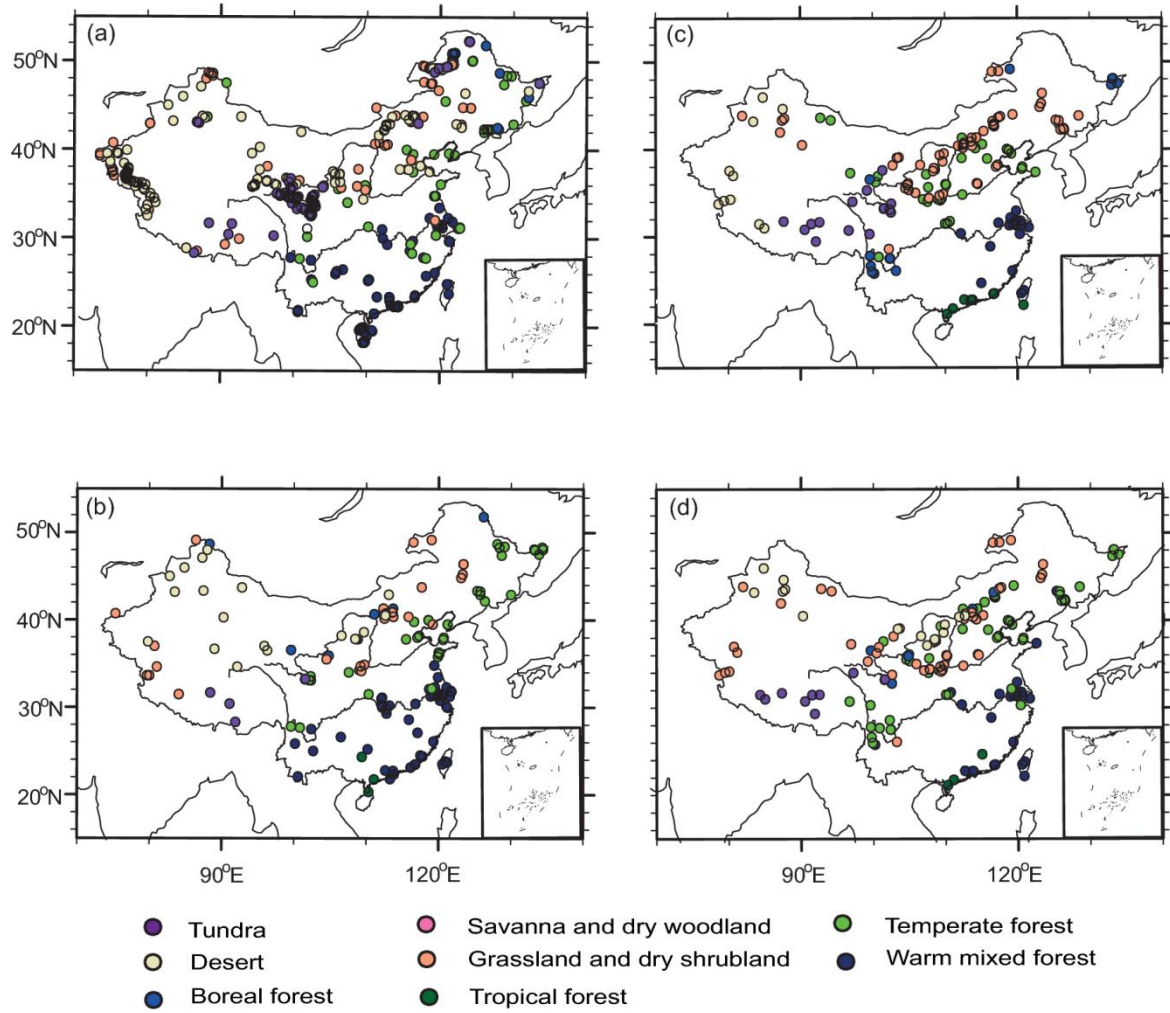 (a)
(c)
50°N
40°N
30°N
20°N
(b)
(d)
50°N
40°N
30°N
20°N
90°E
120°E
90°E
120°E
Tundra
Savanna and dry woodland
Temperate forest
Desert
Grassland and dry shrubland
Warm mixed forest
Boreal forest
Tropical forest